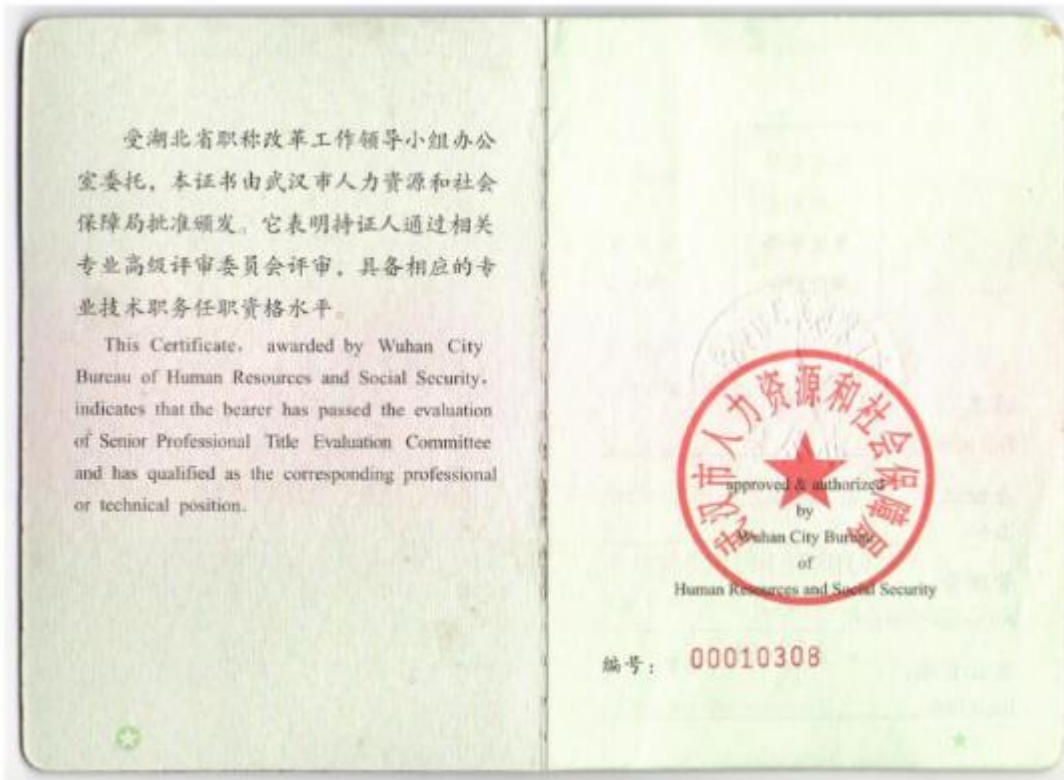 受湖北省职称改革工作领导小组办公
室委托，本证书由武汉市人力资源和社会
保障局批准颁发。它表明持证人通过相关
专业高级评审委员会评审，具备相应的专
业技术职务任职资格水平。
This Certificate, awarded by Wuhan City
Bureau of Human Resources and Social Security,
indicates that the bearer has passed the evaluation
of Senior Professional Title Evaluation Committee
and has qualified as the corresponding professional
or technical position.
武汉市人力资源和社会保障局
approved & authorized
by
Wuhan City Bureau
of
Human Resources and Social Security
编号： 00010308